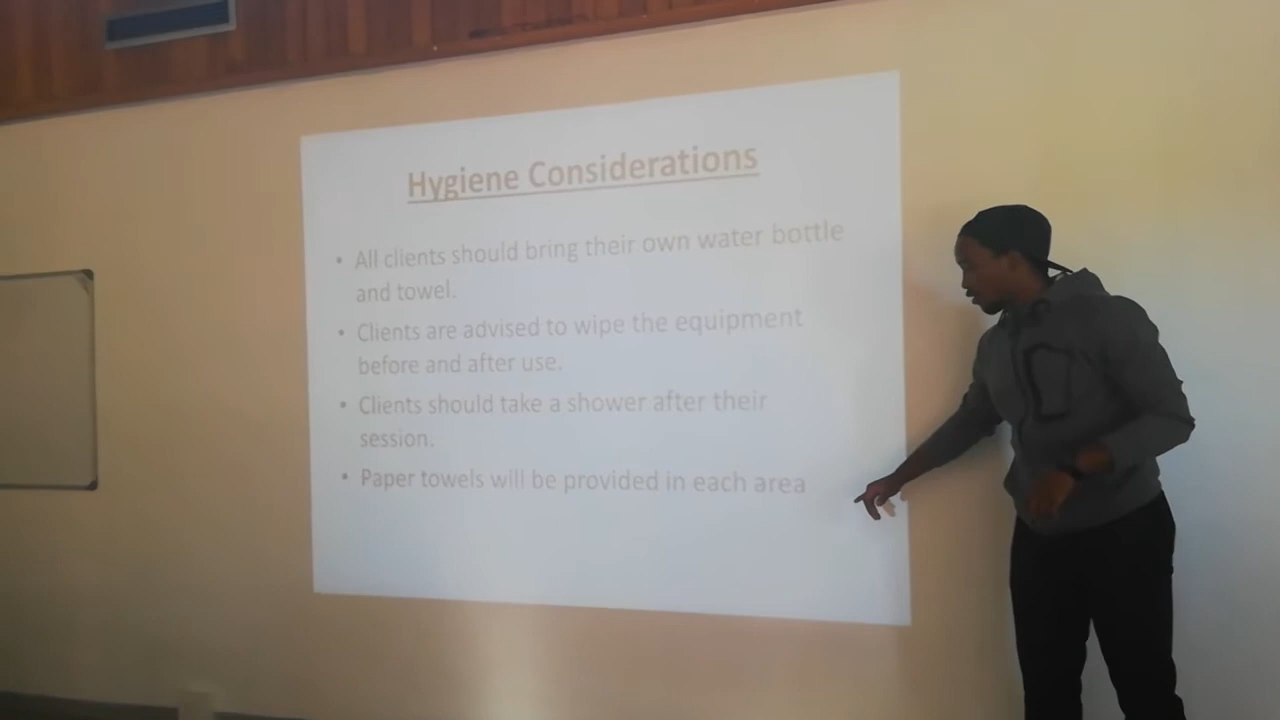 Hygiene Considerations
• All clients should bring their own water bottle
and towel.
• Clients are advised to wipe the equipment
before and after use.
• Clients should take a shower after their
session.
• Paper towels will be provided in each area